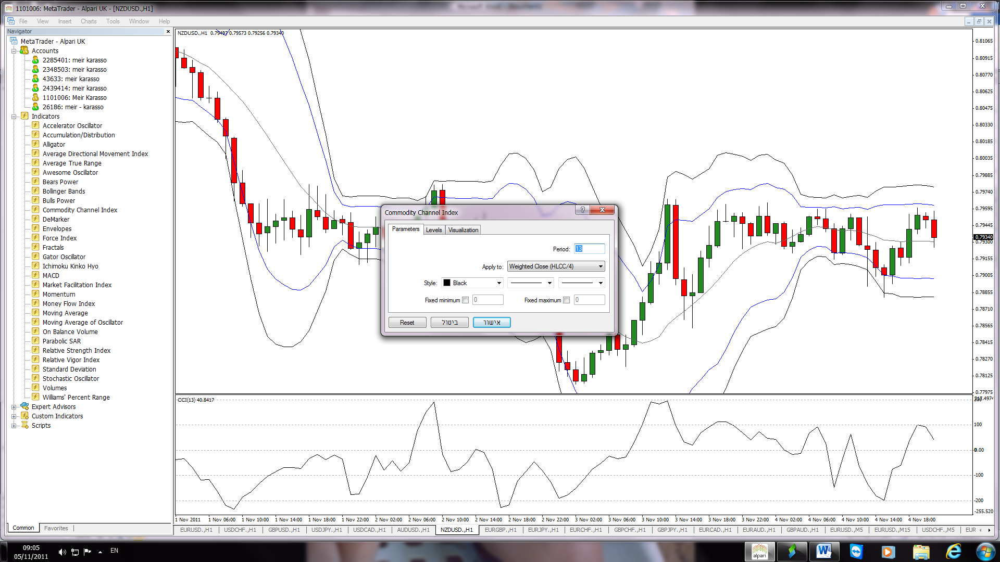 1101006: MetaTrader - Alpari UK - [NZDUSD.,H1]
File View Insert Charts Tools Window Help
Navigator
MetaTrader - Alpari UK
Accounts
2285401: meir karasso
2348503: meir karasso
43633: meir karasso
2439414: meir karasso
1101006: Meir Karasso
26186: meir - karasso
Indicators
Accelerator Oscillator
Accumulation/Distribution
Alligator
Average Directional Movement Index
Average True Range
Awesome Oscillator
Bears Power
Bollinger Bands
Bulls Power
Commodity Channel Index
DeMarker
Envelopes
Force Index
Fractals
Gator Oscillator
Ichimoku Kinko Hyo
MACD
Market Facilitation Index
Momentum
Money Flow Index
Moving Average
Moving Average of Oscillator
On Balance Volume
Parabolic SAR
Relative Strength Index
Relative Vigor Index
Standard Deviation
Stochastic Oscillator
Volumes
Williams' Percent Range
Expert Advisors
Custom Indicators
Scripts
Common Favorites
NZDUSD.,H1 0.79497 0.79573 0.79256 0.79340
0.81065
0.80915
0.80770
0.80625
0.80475
0.80330
0.80185
0.80035
0.79885
0.79740
0.79595
0.79445
0.79340
0.79300
0.79155
0.79005
0.78855
0.78710
0.78565
0.78415
0.78270
0.78125
0.77975
Commodity Channel Index
Parameters Levels Visualization
Period: 13
Apply to: Weighted Close (HLCC/4)
Style: Black
Fixed minimum 0 Fixed maximum 0
Reset ביטול אישור
CCI(13) 40.8417
200
100
0.00
-100
-200
-255.520
1 Nov 2011 1 Nov 06:00 1 Nov 10:00 1 Nov 14:00 1 Nov 18:00 1 Nov 22:00 2 Nov 02:00 2 Nov 06:00 2 Nov 10:00 2 Nov 14:00 2 Nov 18:00 2 Nov 22:00 3 Nov 02:00 3 Nov 06:00 3 Nov 10:00 3 Nov 14:00 3 Nov 18:00 3 Nov 22:00 4 Nov 02:00 4 Nov 06:00 4 Nov 10:00 4 Nov 14:00 4 Nov 18:00
EURUSD.,H1 USDCHF.,H1 GBPUSD.,H1 USDJPY.,H1 USDCAD.,H1 AUDUSD.,H1 NZDUSD.,H1 EURGBP.,H1 EURJPY.,H1 EURCHF.,H1 GBPCHF.,H1 GBPJPY.,H1 EURCAD.,H1 EURAUD.,H1 GBPAUD.,H1 EURUSD.,M5 EURUSD.,M15 USDCHF.,M5 EUR
09:05
05/11/2011
EN
alpari